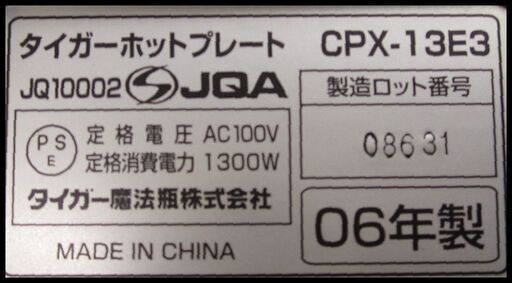 タイガーホットプレート CPX-13E3
JQ10002 JQA
製造ロット番号
08631
PS
E
定格電圧 AC100V
定格消費電力 1300W
タイガー魔法瓶株式会社
06年製
MADE IN CHINA